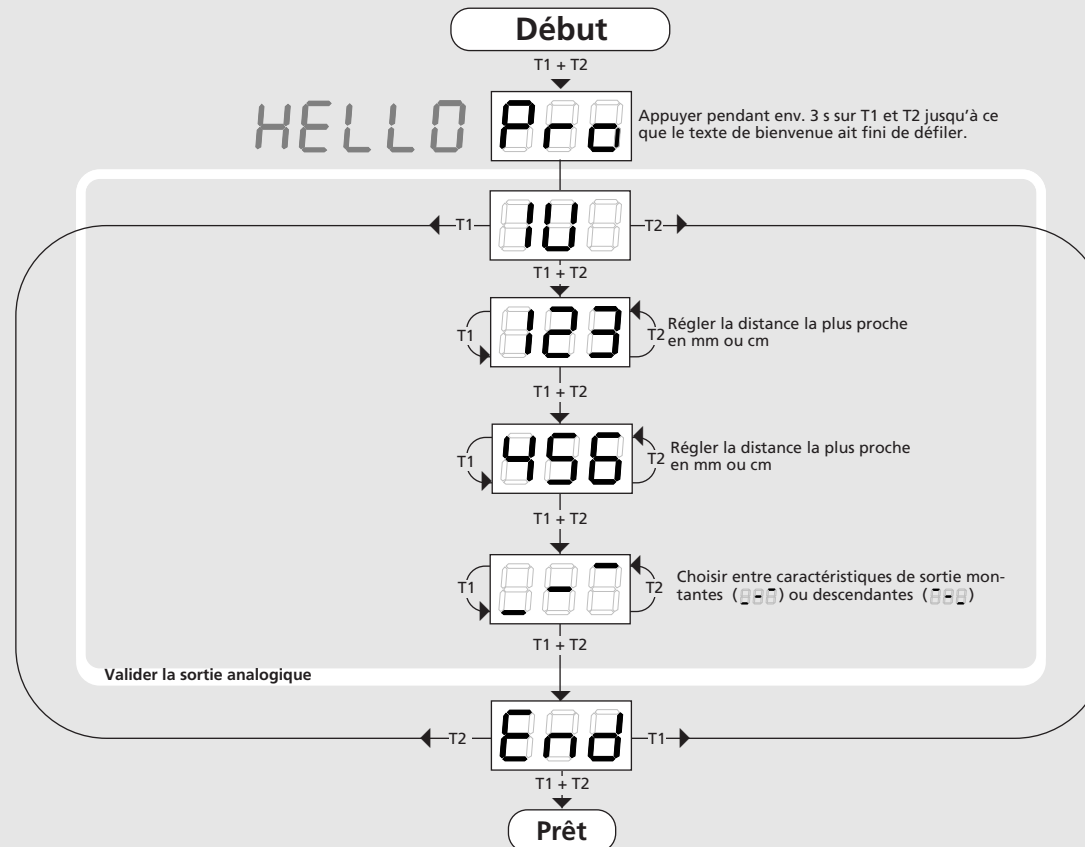 Début
T1 + T2
HELLO Pro
Appuyer pendant env. 3 s sur T1 et T2 jusqu’à ce
que le texte de bienvenue ait fini de défiler.
T1 IU T2
T1 + T2
T1 123 T2
Régler la distance la plus proche
en mm ou cm
T1 + T2
T1 456 T2
Régler la distance la plus proche
en mm ou cm
T1 + T2
T1 _-¯ T2
Choisir entre caractéristiques de sortie mon-
tantes (_-¯) ou descendantes (¯-_)
T1 + T2
Valider la sortie analogique
T2 End T1
T1 + T2
Prêt